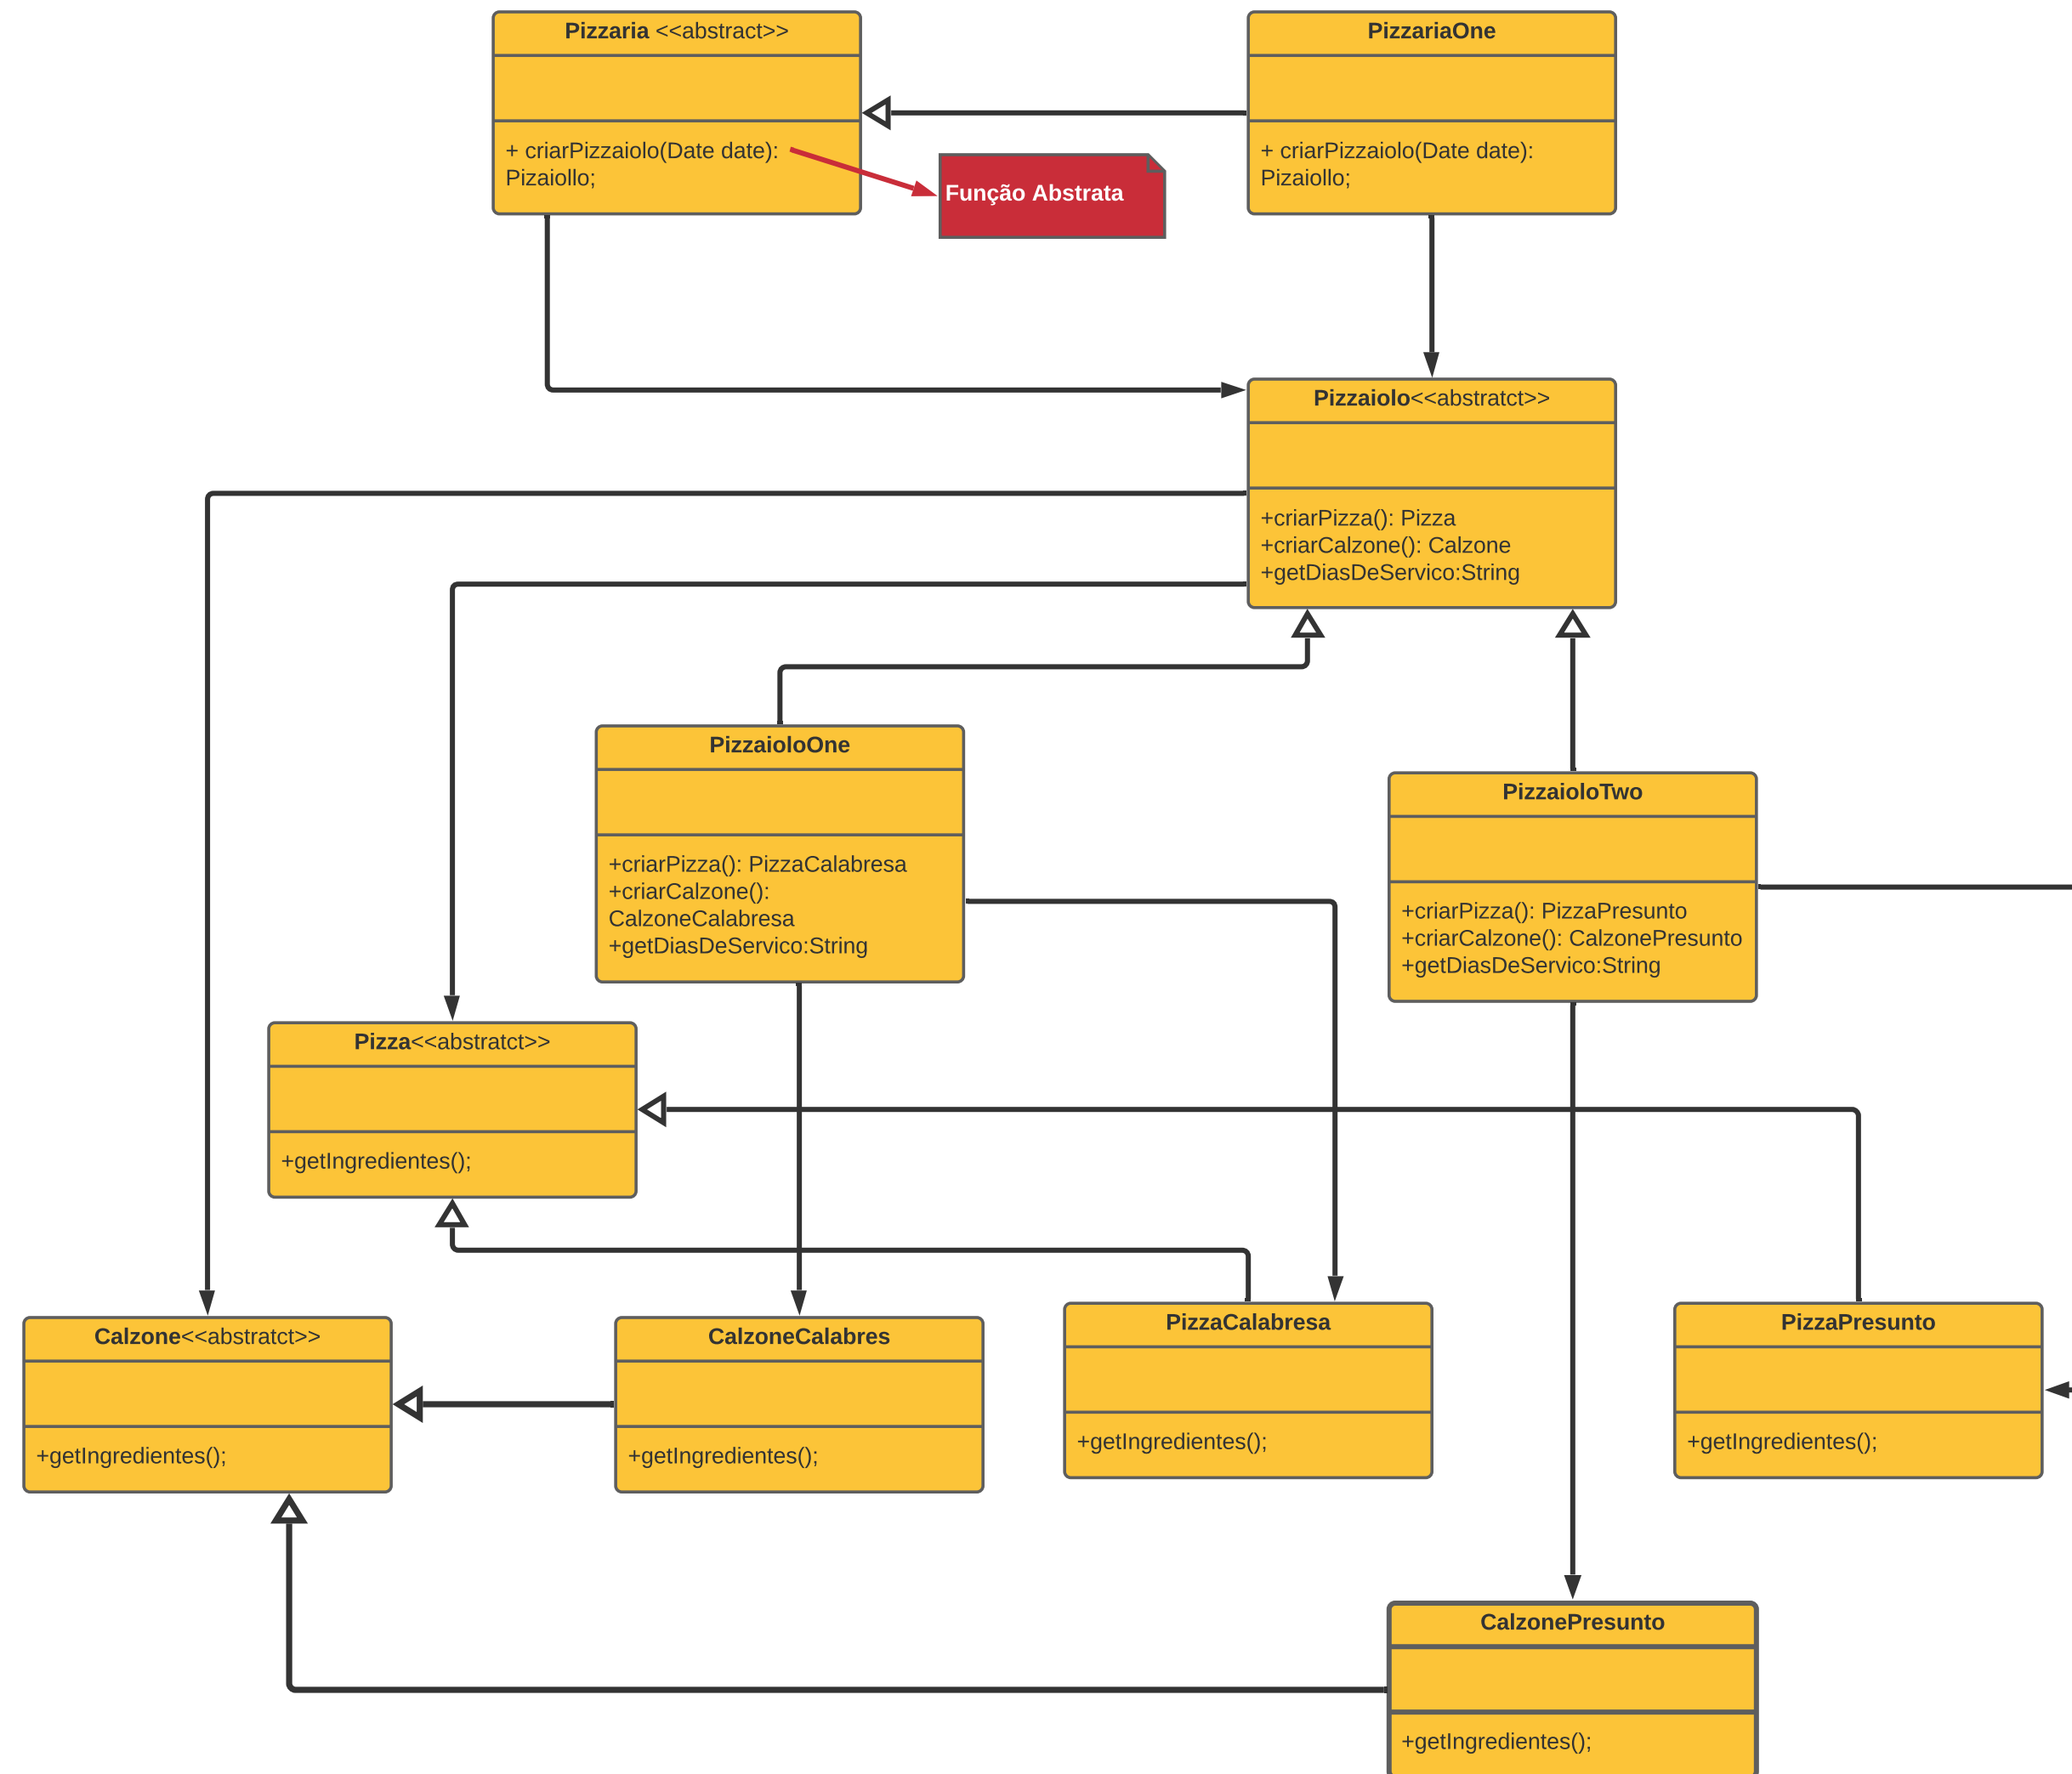 Pizzaria <<abstract>>
+ criarPizzaiolo(Date date):
Pizaiollo;
PizzariaOne
+ criarPizzaiolo(Date date):
Pizaiollo;
Função Abstrata
Pizzaiolo<<abstratct>>
+criarPizza(): Pizza
+criarCalzone(): Calzone
+getDiasDeServico:String
PizzaioloOne
+criarPizza(): PizzaCalabresa
+criarCalzone():
CalzoneCalabresa
+getDiasDeServico:String
PizzaioloTwo
+criarPizza(): PizzaPresunto
+criarCalzone(): CalzonePresunto
+getDiasDeServico:String
Pizza<<abstratct>>
+getIngredientes();
Calzone<<abstratct>>
+getIngredientes();
CalzoneCalabres
+getIngredientes();
PizzaCalabresa
+getIngredientes();
PizzaPresunto
+getIngredientes();
CalzonePresunto
+getIngredientes();